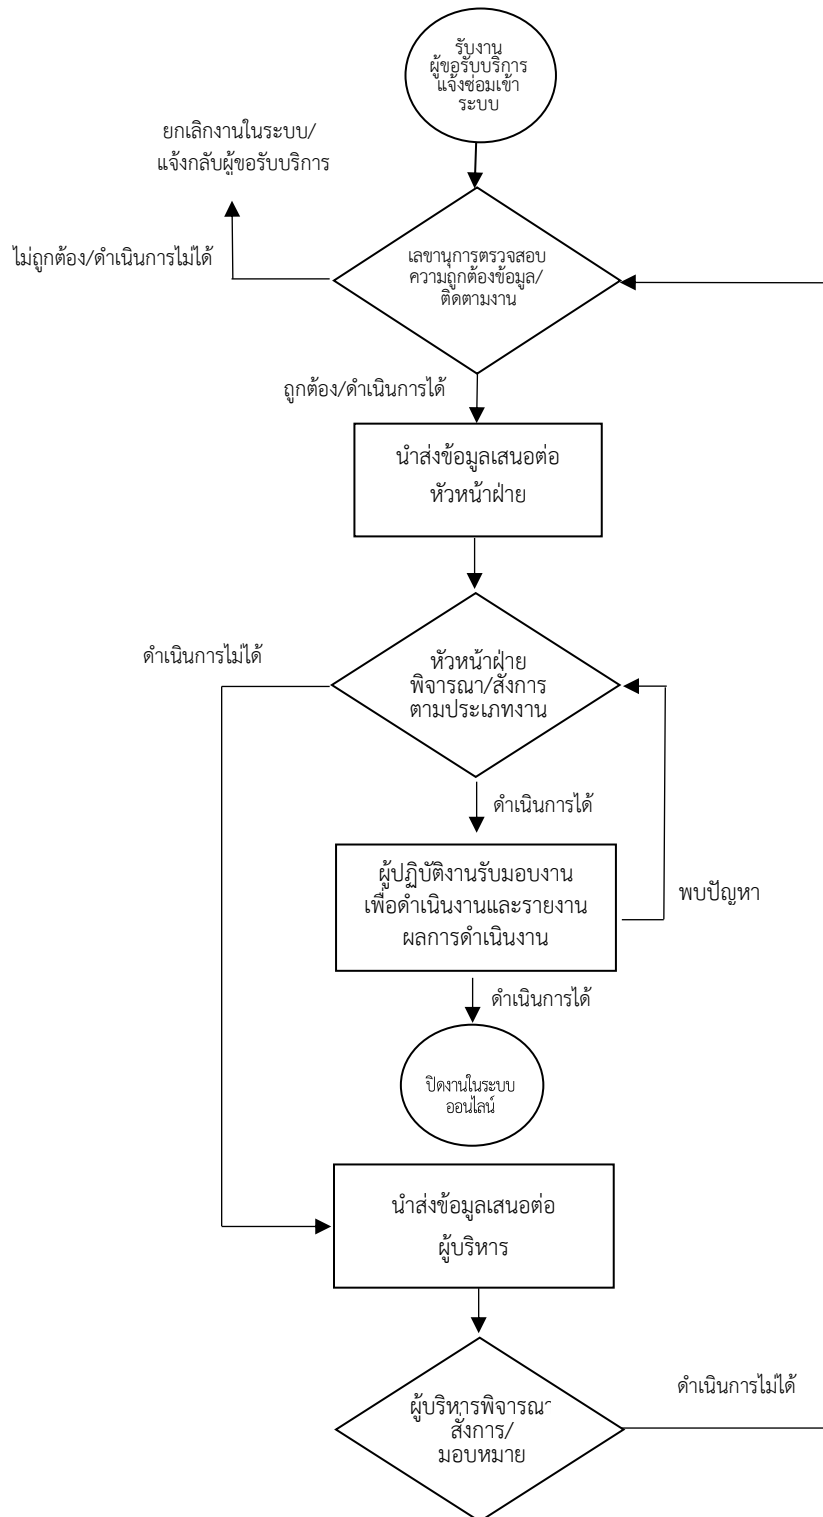 รับงาน
ผู้ขอรับบริการ
แจ้งซ่อมเข้า
ระบบ
ยกเลิกงานในระบบ/
แจ้งกลับผู้ขอรับบริการ
ไม่ถูกต้อง/ดำเนินการไม่ได้
เลขานุการตรวจสอบ
ความถูกต้องข้อมูล/
ติดตามงาน
ถูกต้อง/ดำเนินการได้
นำส่งข้อมูลเสนอต่อ
หัวหน้าฝ่าย
ดำเนินการไม่ได้
หัวหน้าฝ่าย
พิจารณา/สั่งการ
ตามประเภทงาน
ดำเนินการได้
ผู้ปฏิบัติงานรับมอบงาน
เพื่อดำเนินงานและรายงาน
ผลการดำเนินงาน
พบปัญหา
ดำเนินการได้
ปิดงานในระบบ
ออนไลน์
นำส่งข้อมูลเสนอต่อ
ผู้บริหาร
ดำเนินการไม่ได้
ผู้บริหารพิจารณา
สั่งการ/
มอบหมาย